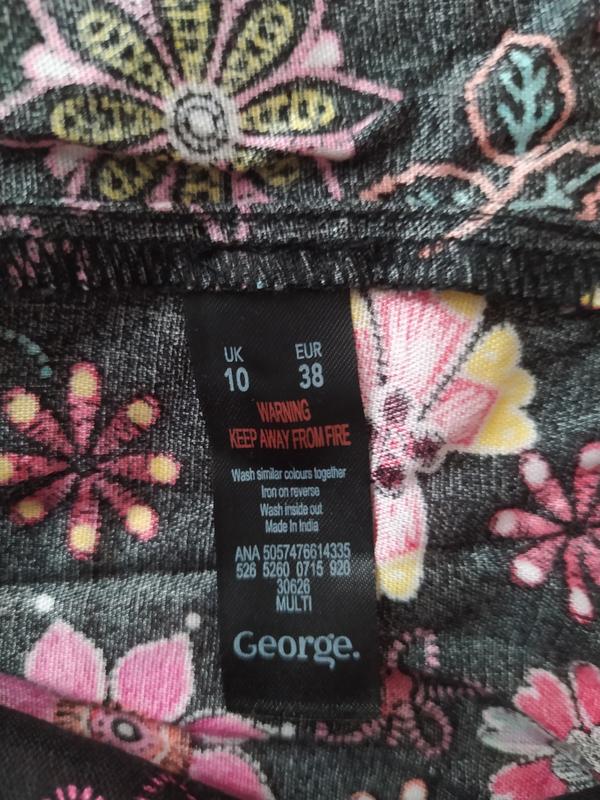 UK EUR
10 38
WARNING
KEEP AWAY FROM FIRE
Wash similar colours together
Iron on reverse
Wash inside out
Made In India
ANA 5057476614335
526 5260 0715 920
30626
MULTI
George.